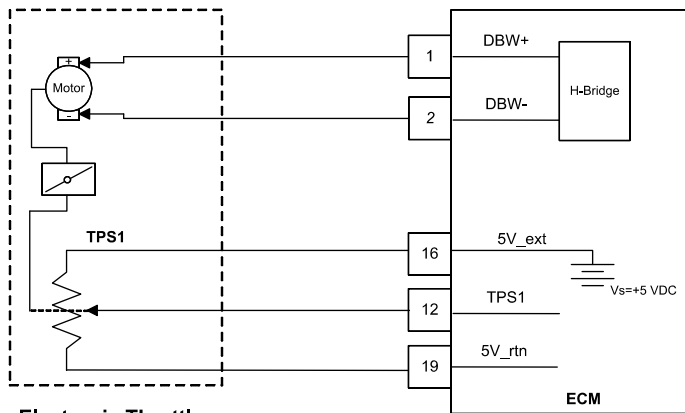 1
DBW+
+
Motor
-
H-Bridge
2
DBW-
TPS1
16
5V_ext
Vs=+5 VDC
12
TPS1
19
5V_rtn
ECM